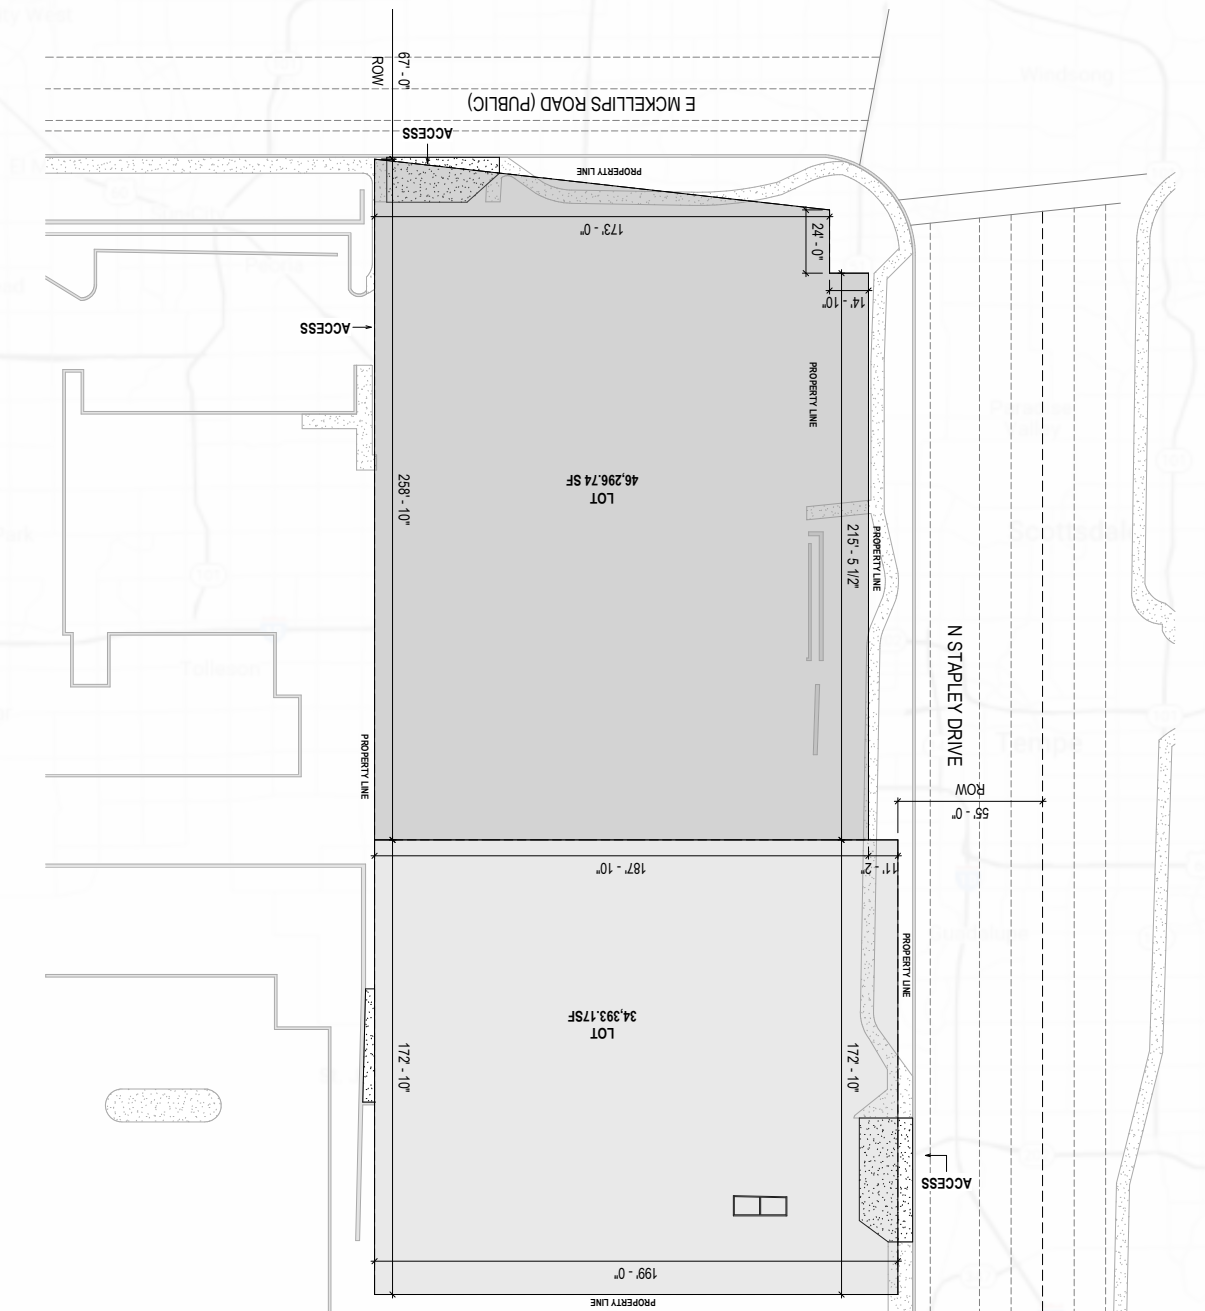 67' - 0"
ROW
E MCKELLIPS ROAD (PUBLIC)
ACCESS
PROPERTY LINE
173' - 0"
24' - 0"
14' - 10"
ACCESS
PROPERTY LINE
258' - 10"
LOT
46,296.74 SF
215' - 5 1/2"
PROPERTY LINE
N STAPLEY DRIVE
PROPERTY LINE
ROW
55' - 0"
187' - 10"
11' - 2"
PROPERTY LINE
LOT
34,393.17SF
172' - 10"
172' - 10"
ACCESS
199' - 0"
PROPERTY LINE
Scottsdale
Tempe
Tolleson